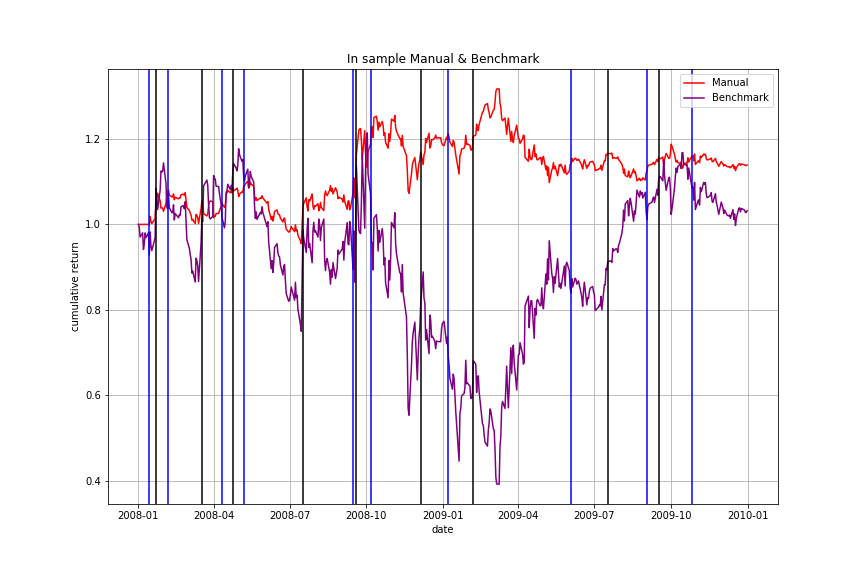 In sample Manual & Benchmark
Manual
Benchmark
cumulative return
1.2
1.0
0.8
0.6
0.4
2008-01 2008-04 2008-07 2008-10 2009-01 2009-04 2009-07 2009-10 2010-01
date